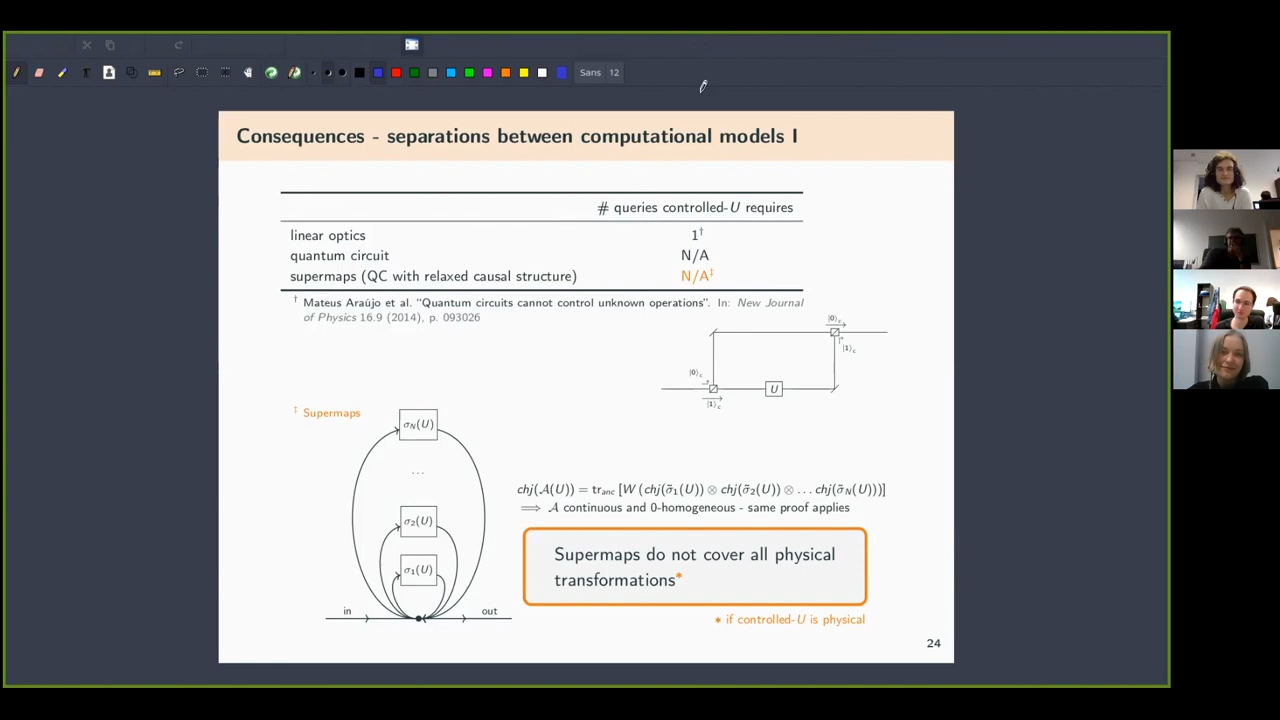 Sans 12
Consequences - separations between computational models I
# queries controlled-U requires
linear optics 1†
quantum circuit N/A
supermaps (QC with relaxed causal structure) N/A‡
† Mateus Araújo et al. “Quantum circuits cannot control unknown operations”. In: New Journal
of Physics 16.9 (2014), p. 093026
|0⟩c
|1⟩c
|0⟩c
U
|1⟩c
‡ Supermaps
σN(U)
...
σ2(U)
σ1(U)
in out
chj(𝒜(U)) = tranc [W (chj(σ̃1(U)) ⊗ chj(σ̃2(U)) ⊗ … chj(σ̃N(U)))]
⟹ 𝒜 continuous and 0-homogeneous - same proof applies
Supermaps do not cover all physical
transformations*
* if controlled-U is physical
24